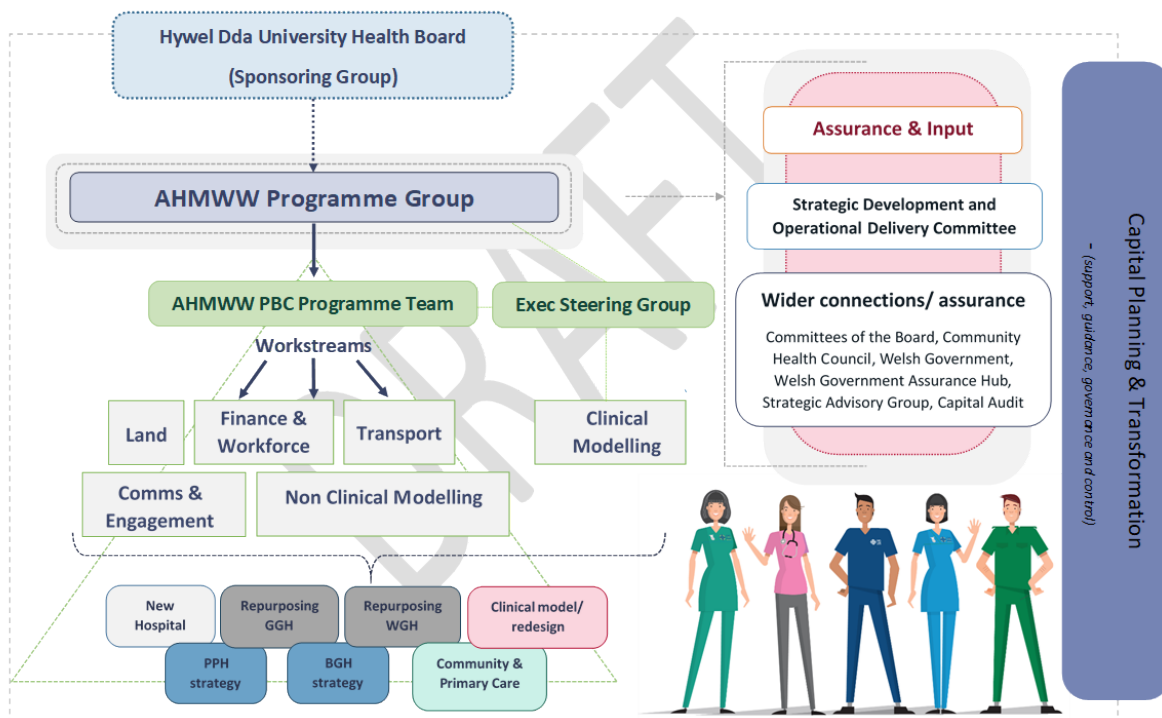 Hywel Dda University Health Board
(Sponsoring Group)
AHMWW Programme Group
AHMWW PBC Programme Team
Exec Steering Group
Workstreams
Land
Finance &
Workforce
Transport
Clinical
Modelling
Comms &
Engagement
Non Clinical Modelling
New
Hospital
Repurposing
GGH
Repurposing
WGH
Clinical model/
redesign
PPH
strategy
BGH
strategy
Community &
Primary Care
Assurance & Input
Strategic Development and
Operational Delivery Committee
Wider connections/ assurance
Committees of the Board, Community
Health Council, Welsh Government,
Welsh Government Assurance Hub,
Strategic Advisory Group, Capital Audit
Capital Planning & Transformation
- (support, guidance, governance and control)
DRAFT